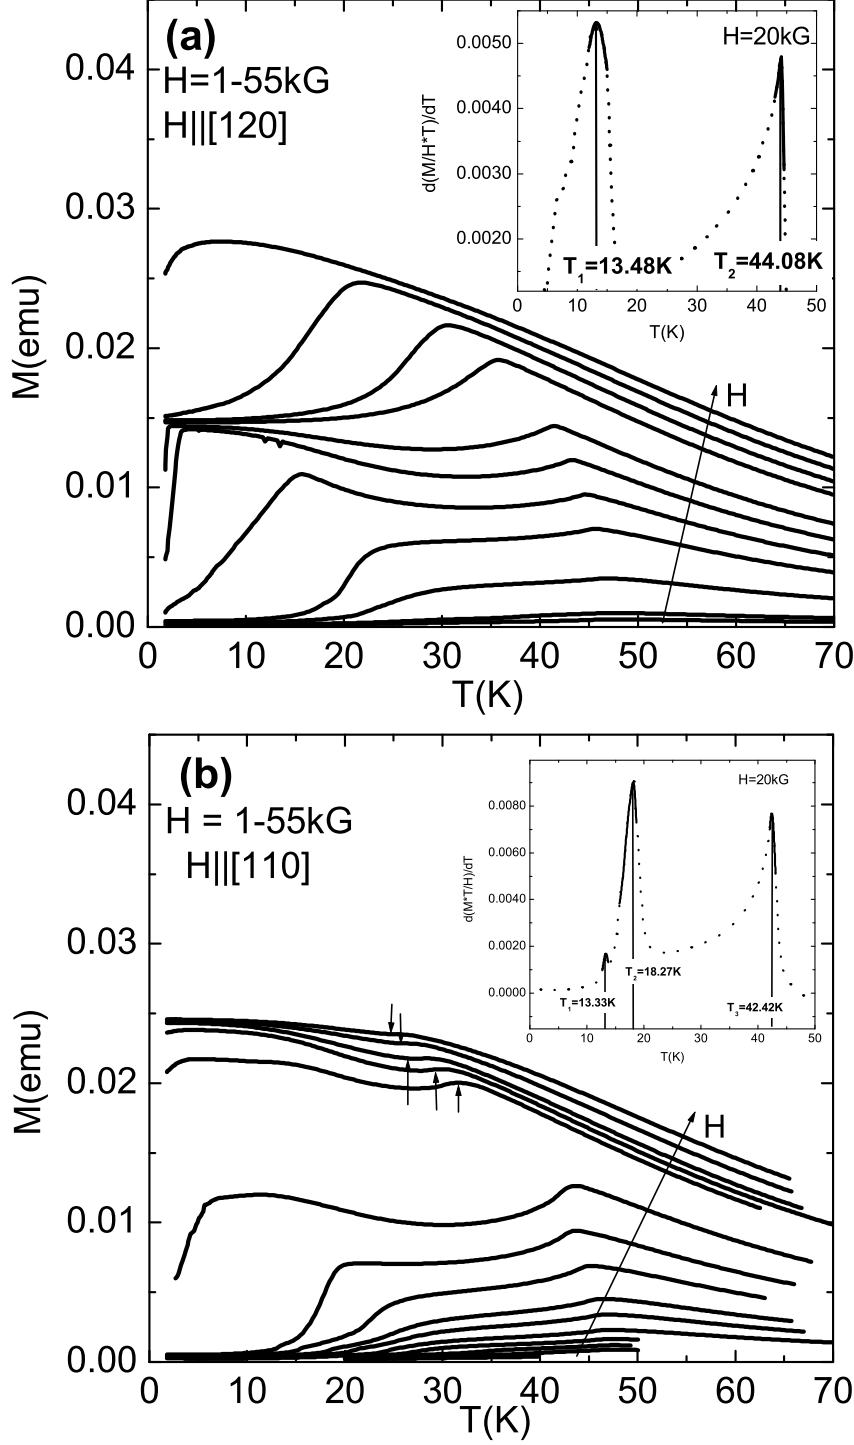 (a)
H=1-55kG
H||[120]
0.04
0.03
0.02
0.01
0.00
M(emu)
0 10 20 30 40 50 60 70
T(K)
H
H=20kG
0.0050
0.0040
0.0030
0.0020
d(M/H*T)/dT
T1=13.48K
T2=44.08K
0 10 20 30 40 50
T(K)
(b)
H = 1-55kG
H||[110]
0.04
0.03
0.02
0.01
0.00
M(emu)
0 10 20 30 40 50 60 70
T(K)
H
H=20kG
0.0080
0.0060
0.0040
0.0020
0.0000
d(M*T/H)/dT
T1=13.33K
T2=18.27K
T3=42.42K
0 10 20 30 40 50
T(K)